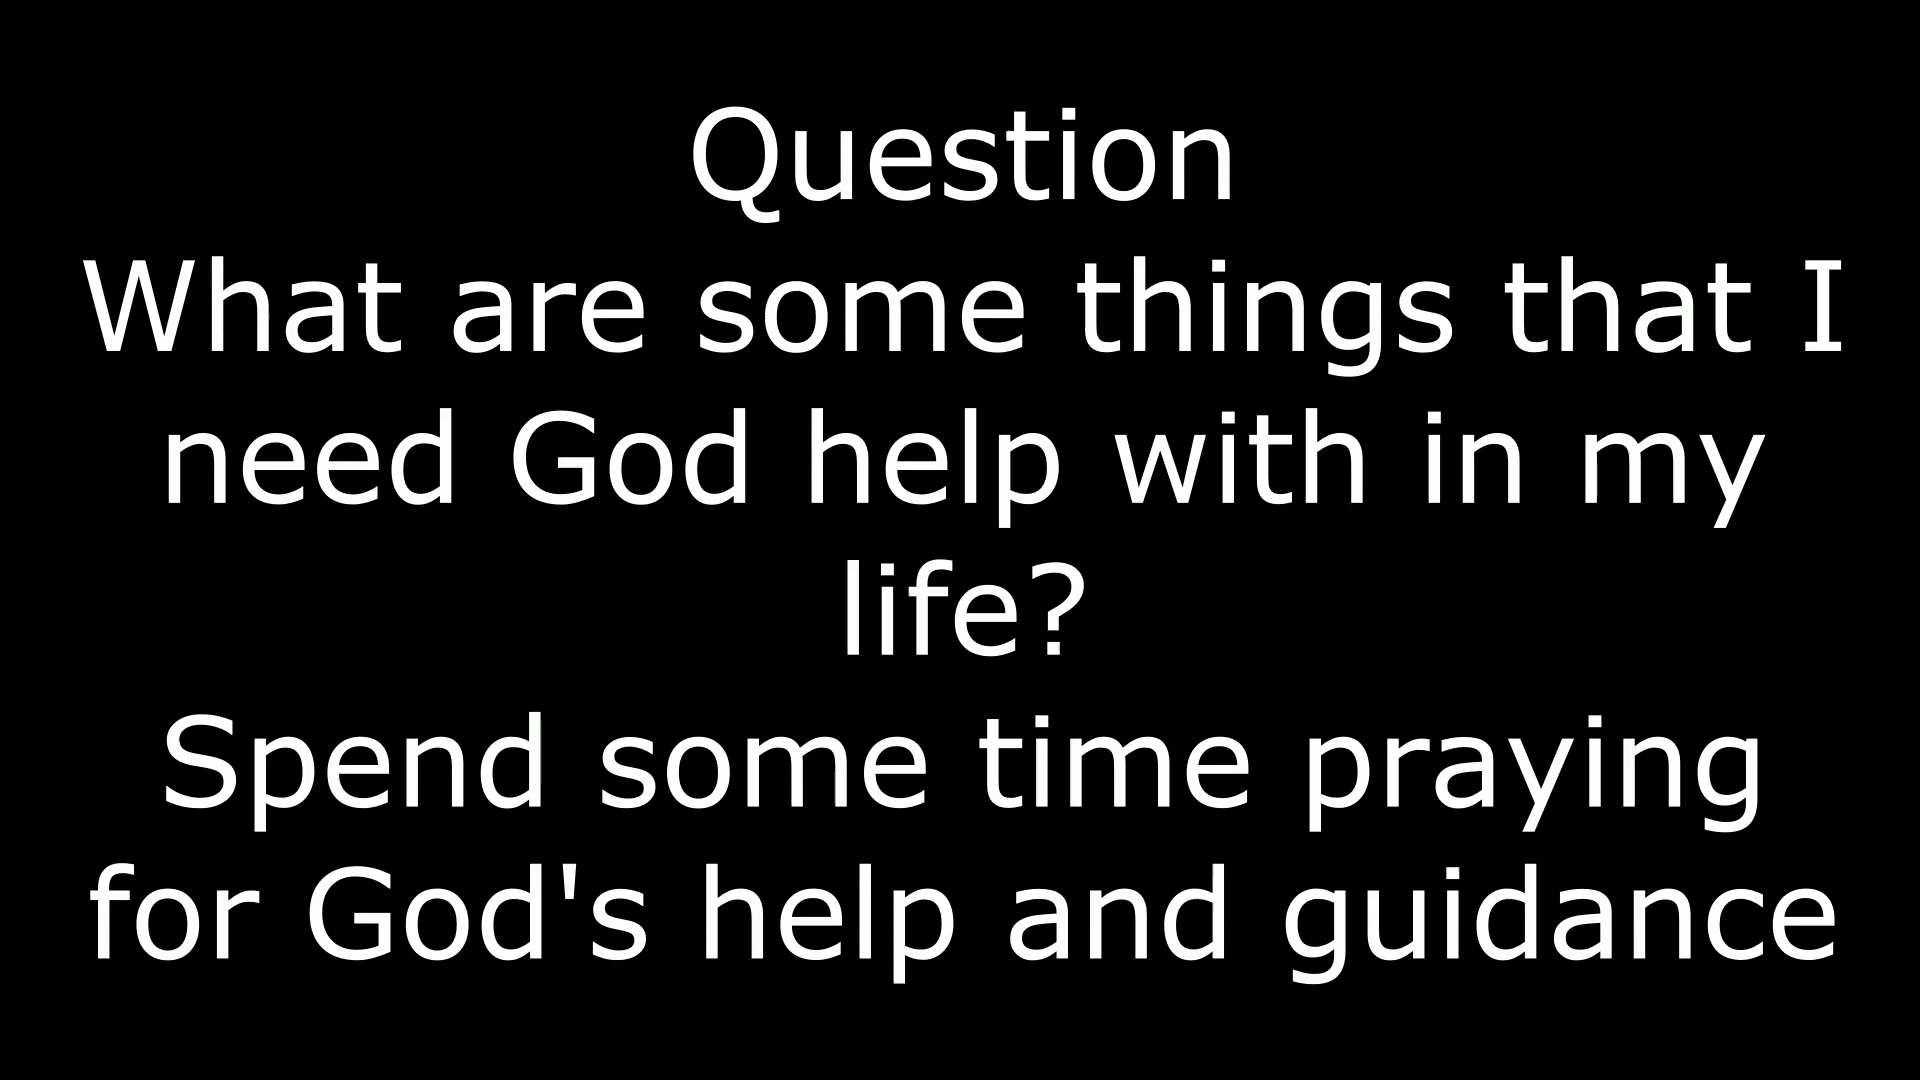 Question
What are some things that I
need God help with in my
life?
Spend some time praying
for God's help and guidance